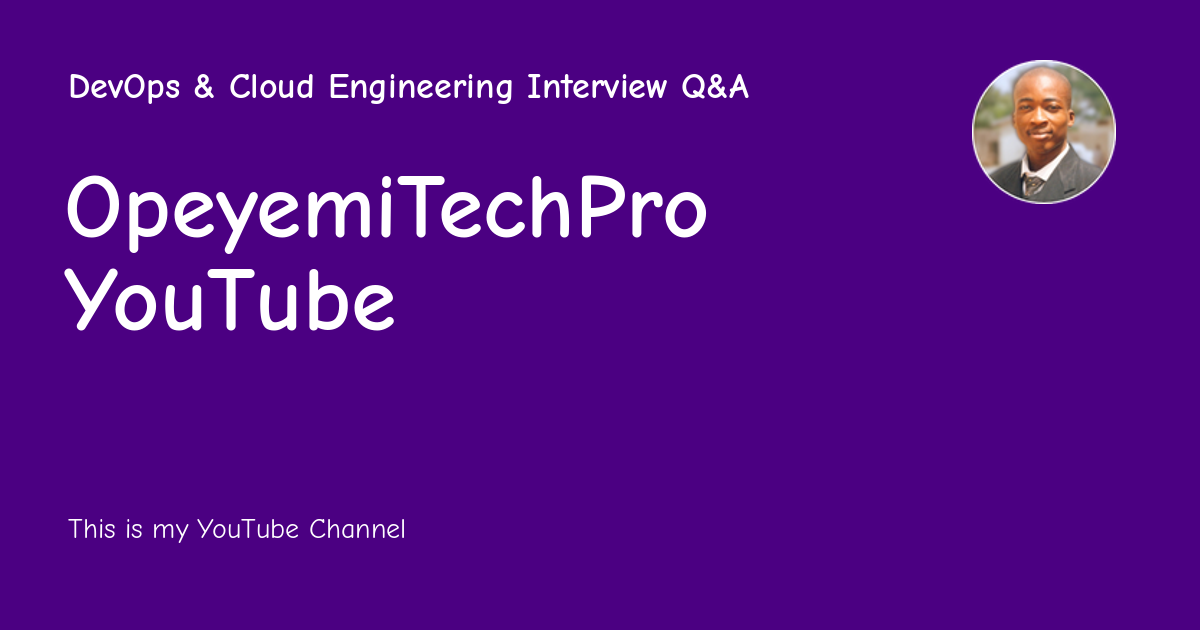 DevOps & Cloud Engineering Interview Q&A
OpeyemiTechPro
YouTube
This is my YouTube Channel